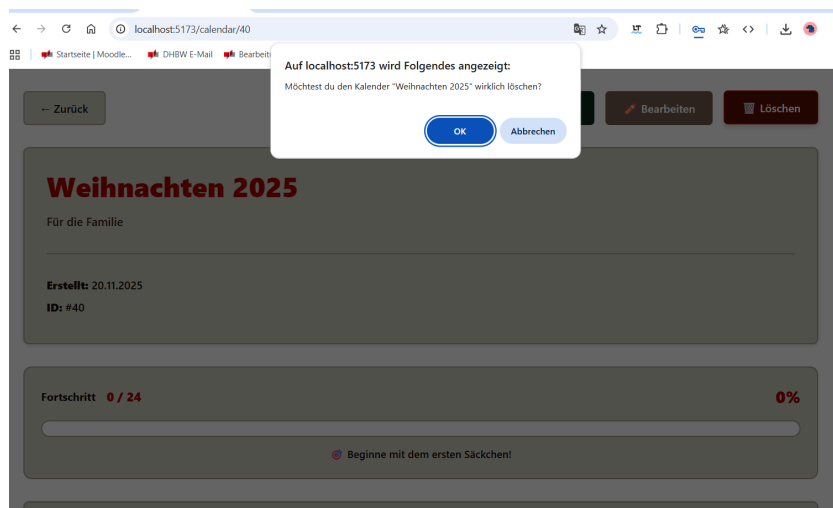 localhost:5173/calendar/40
Startseite | Moodle...
DHBW E-Mail
Auf localhost:5173 wird Folgendes angezeigt:
Möchtest du den Kalender "Weihnachten 2025" wirklich löschen?
OK
Abbrechen
← Zurück
Bearbeiten
Löschen
Weihnachten 2025
Für die Familie
Erstellt: 20.11.2025
ID: #40
Fortschritt 0 / 24
0%
Beginne mit dem ersten Säckchen!